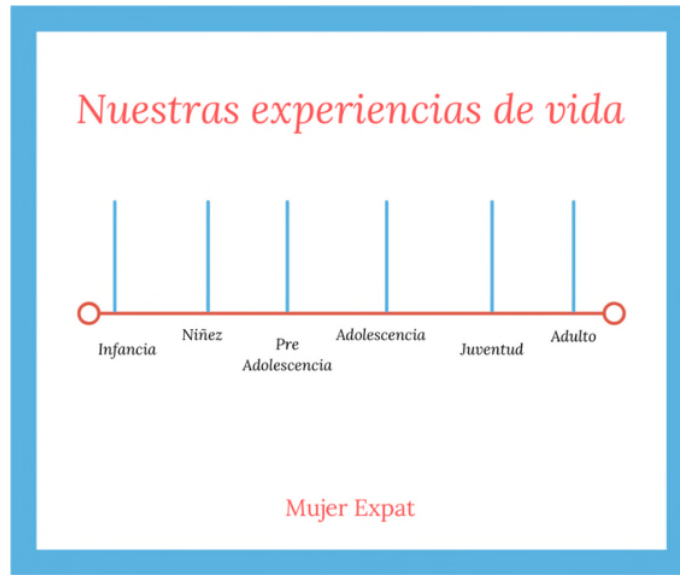 Nuestras experiencias de vida
Infancia
Niñez
Pre
Adolescencia
Adolescencia
Juventud
Adulto
Mujer Expat